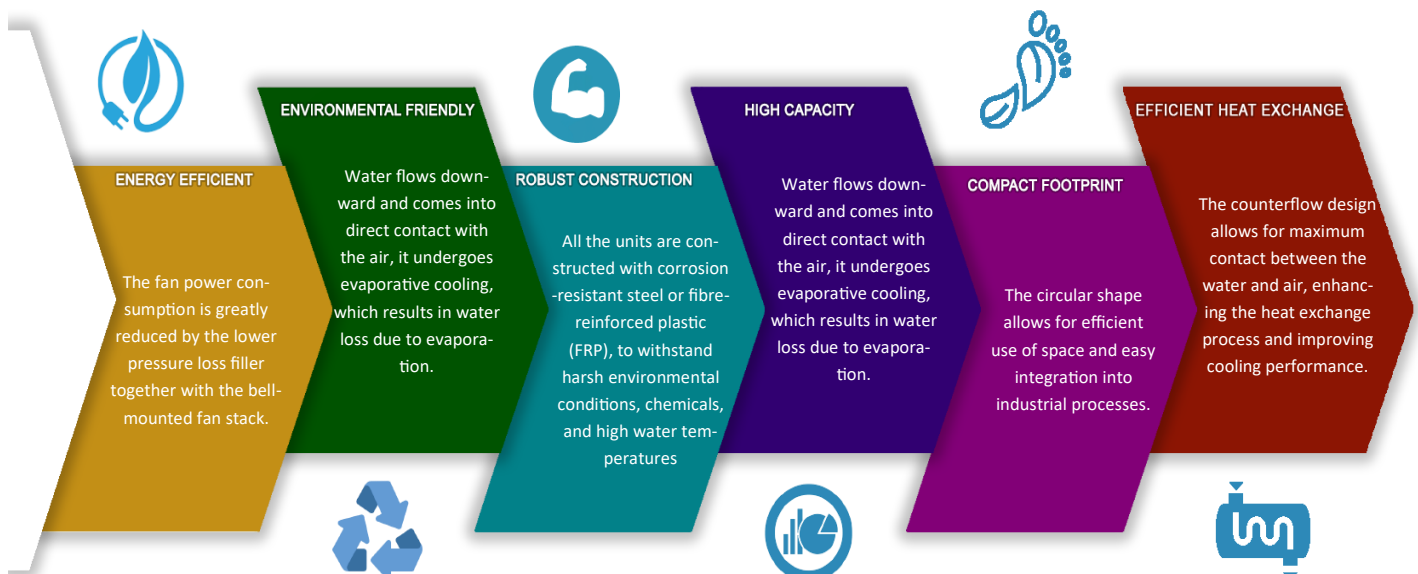 ENERGY EFFICIENT
The fan power con-
sumption is greatly
reduced by the lower
pressure loss filler
together with the bell-
mounted fan stack.
ENVIRONMENTAL FRIENDLY
Water flows down-
ward and comes into
direct contact with
the air, it undergoes
evaporative cooling,
which results in water
loss due to evapora-
tion.
ROBUST CONSTRUCTION
All the units are con-
structed with corrosion
-resistant steel or fibre-
reinforced plastic
(FRP), to withstand
harsh environmental
conditions, chemicals,
and high water tem-
peratures
HIGH CAPACITY
Water flows down-
ward and comes into
direct contact with
the air, it undergoes
evaporative cooling,
which results in water
loss due to evapora-
tion.
COMPACT FOOTPRINT
The circular shape
allows for efficient
use of space and easy
integration into
industrial processes.
EFFICIENT HEAT EXCHANGE
The counterflow design
allows for maximum
contact between the
water and air, enhanc-
ing the heat exchange
process and improving
cooling performance.